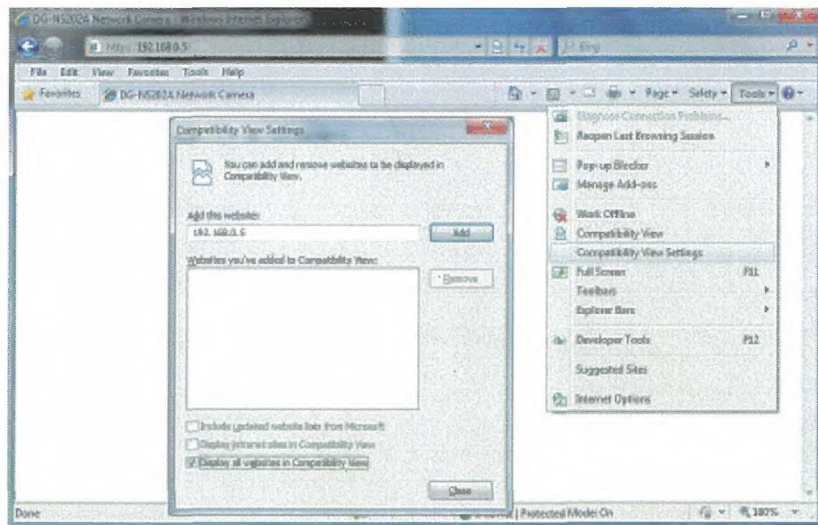 DG-NS202A Network Camera - Windows Internet Explorer
http://192.168.0.5
Bing
File Edit View Favorites Tools Help
Favorites
DG-NS202A Network Camera
Page
Safety
Tools
Compatibility View Settings
You can add and remove websites to be displayed in
Compatibility View.
Add this website:
192.168.0.5
Add
Websites you've added to Compatibility View:
Remove
Include updated website lists from Microsoft
Display intranet sites in Compatibility View
Display all websites in Compatibility View
Close
Diagnose Connection Problems...
Reopen Last Browsing Session
Pop-up Blocker
Manage Add-ons
Work Offline
Compatibility View
Compatibility View Settings
Full Screen F11
Toolbars
Explorer Bars
Developer Tools F12
Suggested Sites
Internet Options
Done
| Protected Mode: On
100%